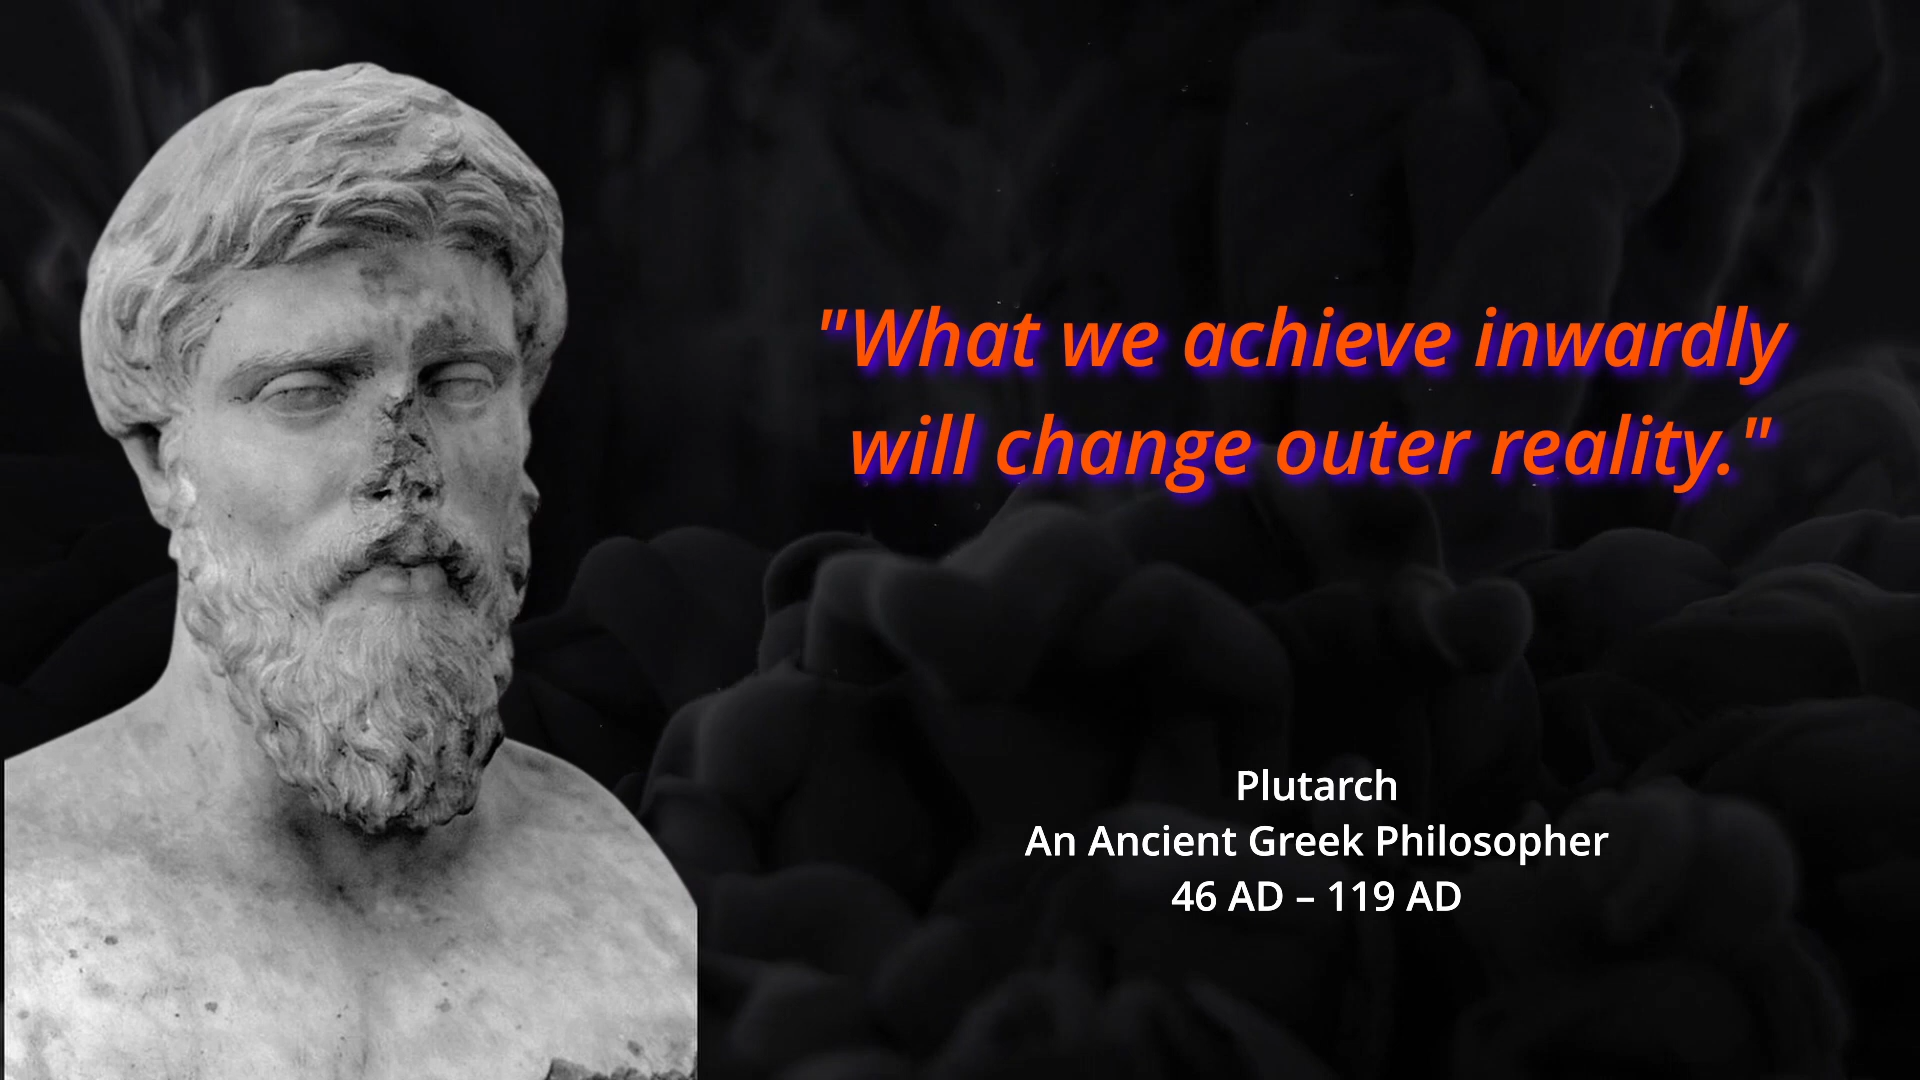 "What we achieve inwardly
will change outer reality."
Plutarch
An Ancient Greek Philosopher
46 AD – 119 AD